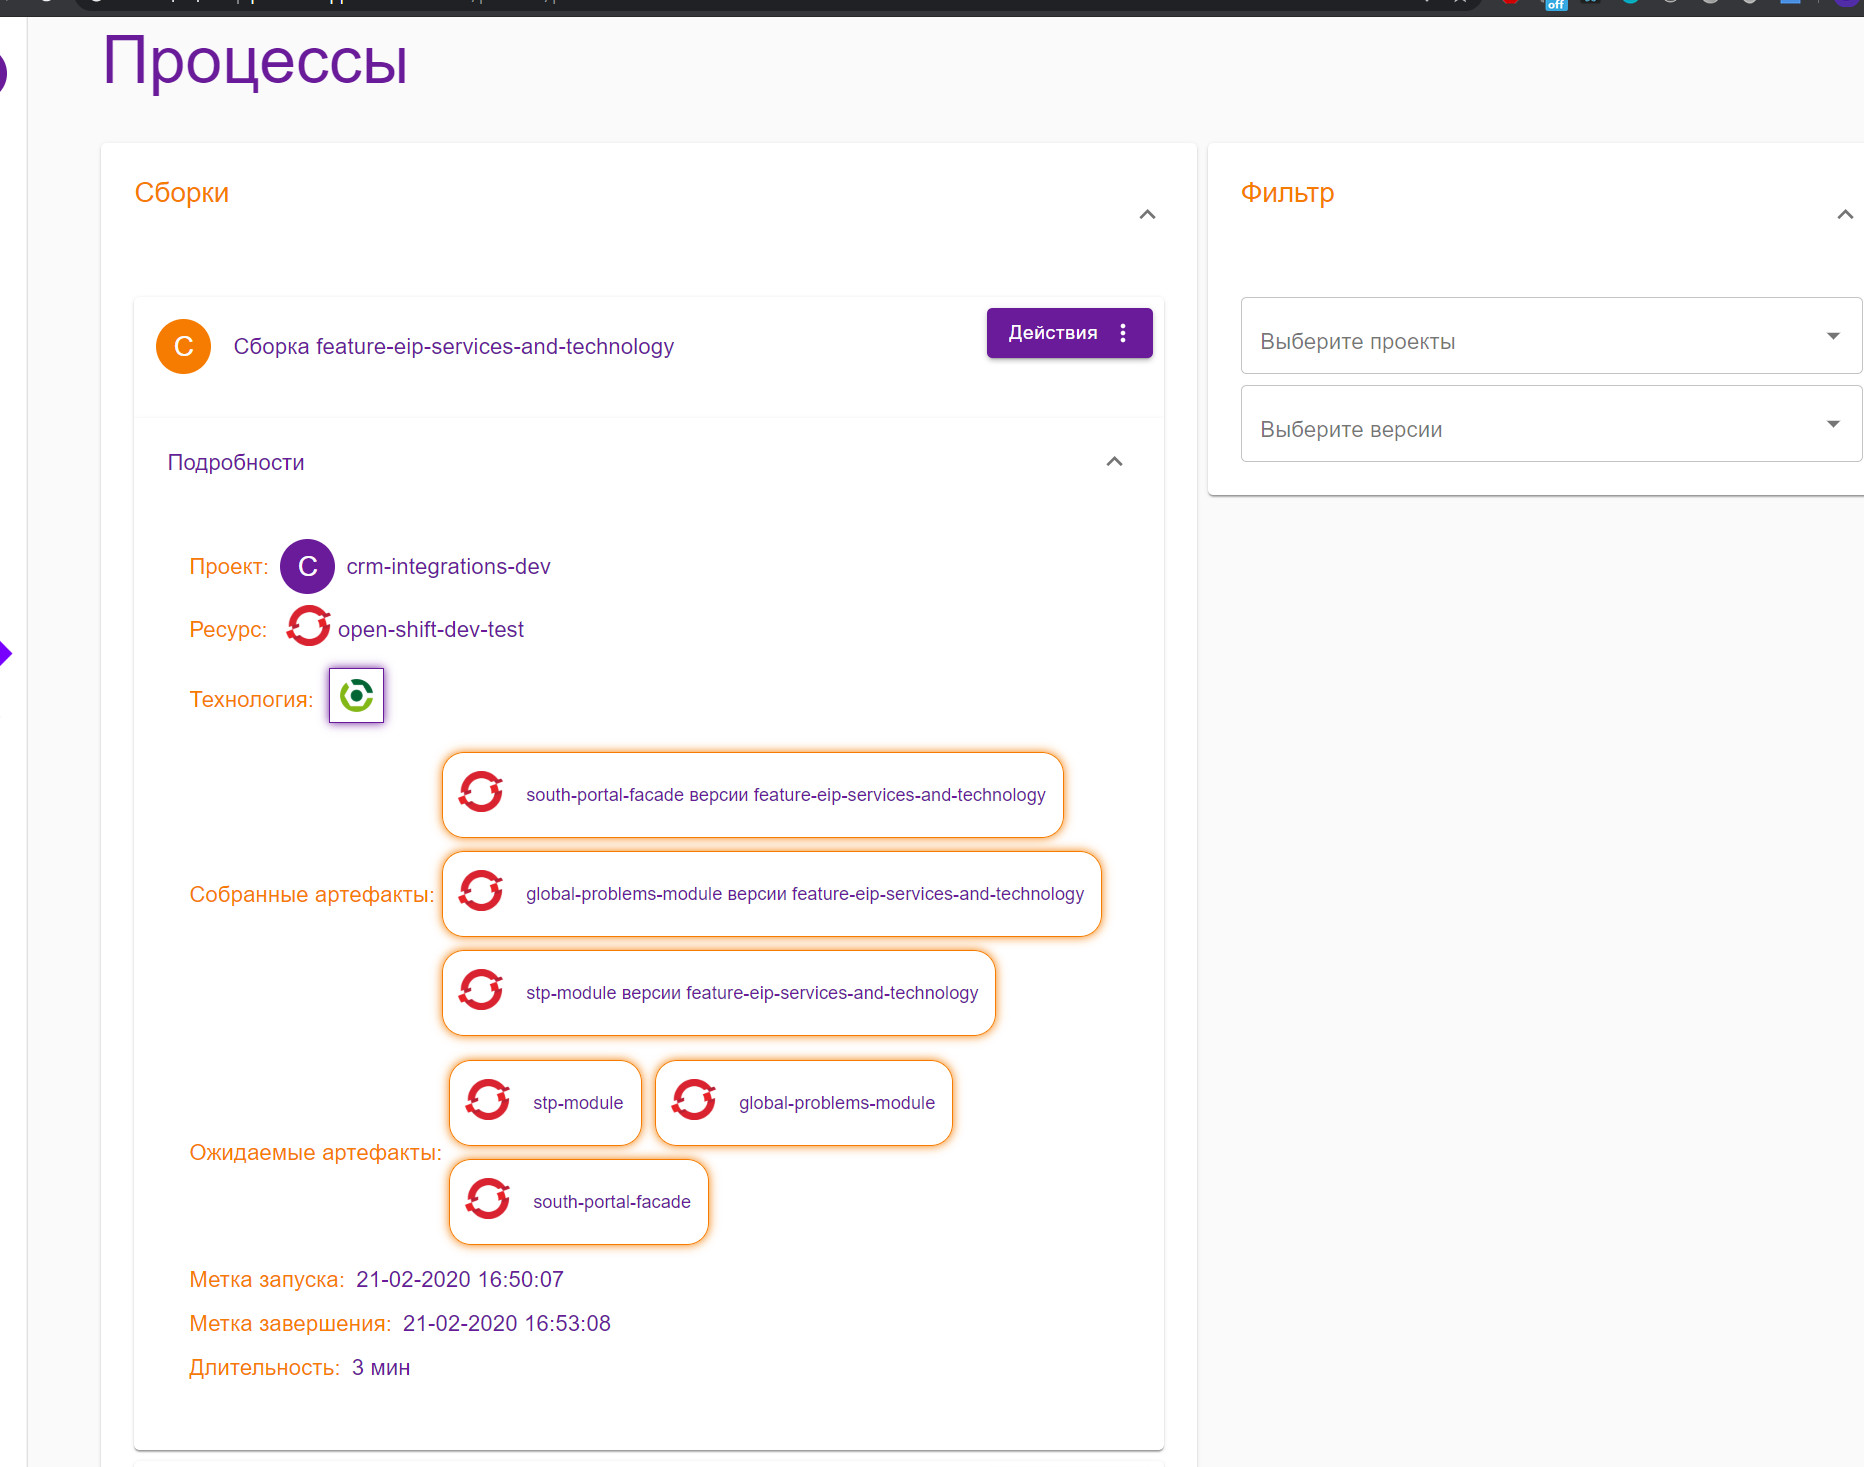 off
Процессы
Сборки
C
Сборка feature-eip-services-and-technology
Действия
Подробности
Проект: C crm-integrations-dev
Ресурс: open-shift-dev-test
Технология:
Собранные артефакты:
south-portal-facade версии feature-eip-services-and-technology
global-problems-module версии feature-eip-services-and-technology
stp-module версии feature-eip-services-and-technology
Ожидаемые артефакты:
stp-module
global-problems-module
south-portal-facade
Метка запуска: 21-02-2020 16:50:07
Метка завершения: 21-02-2020 16:53:08
Длительность: 3 мин
Фильтр
Выберите проекты
Выберите версии